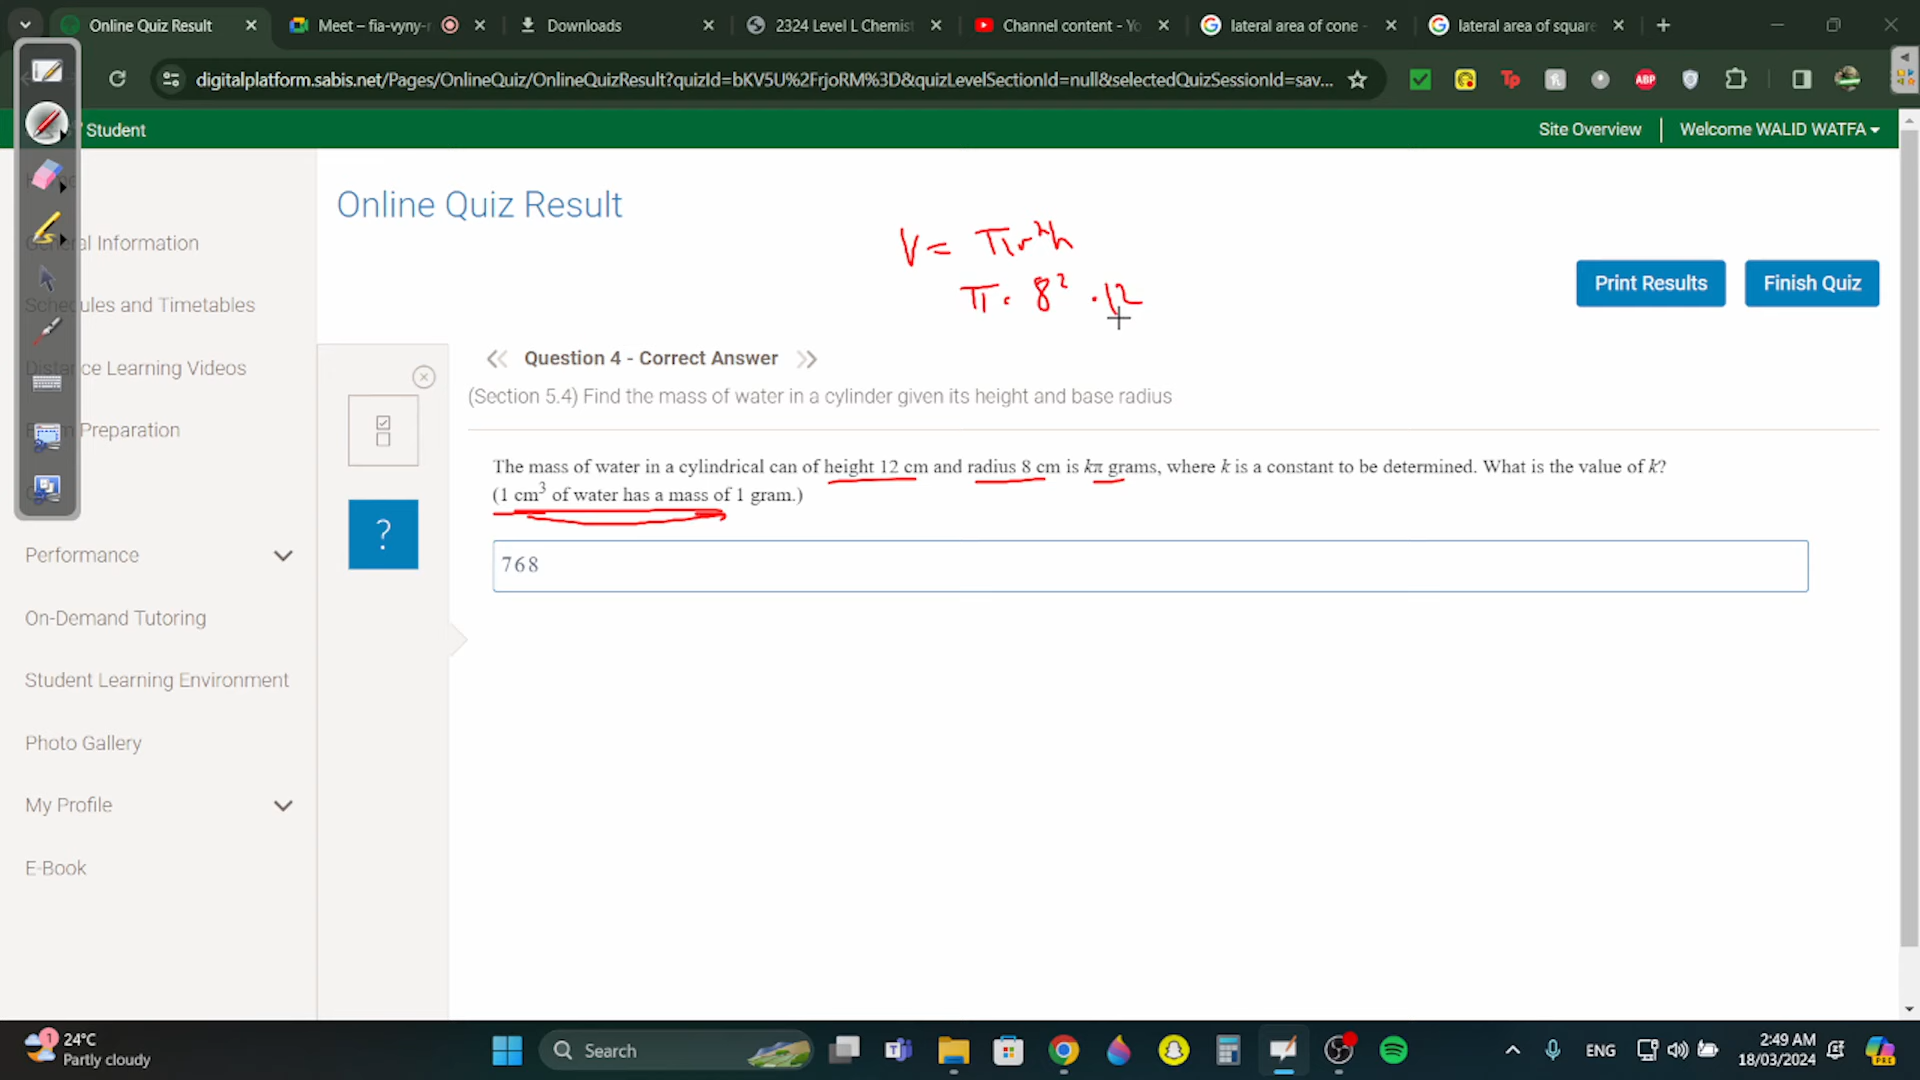 Online Quiz Result
Meet – fia-vyny-r
Downloads
2324 Level L Chemist
Channel content - Yo
lateral area of cone -
lateral area of square
digitalplatform.sabis.net/Pages/OnlineQuiz/OnlineQuizResult?quizId=bKV5U%2FrjoRM%3D&quizLevelSectionId=null&selectedQuizSessionId=sav...
Student
Site Overview
Welcome WALID WATFA
General Information
Schedules and Timetables
Distance Learning Videos
Preparation
Performance
On-Demand Tutoring
Student Learning Environment
Photo Gallery
My Profile
E-Book
Online Quiz Result
V = πr²h
π · 8² · 12
Print Results
Finish Quiz
Question 4 - Correct Answer
(Section 5.4) Find the mass of water in a cylinder given its height and base radius
The mass of water in a cylindrical can of height 12 cm and radius 8 cm is kπ grams, where k is a constant to be determined. What is the value of k?
(1 cm³ of water has a mass of 1 gram.)
?
768
1
24°C
Partly cloudy
Search
ENG
2:49 AM
18/03/2024